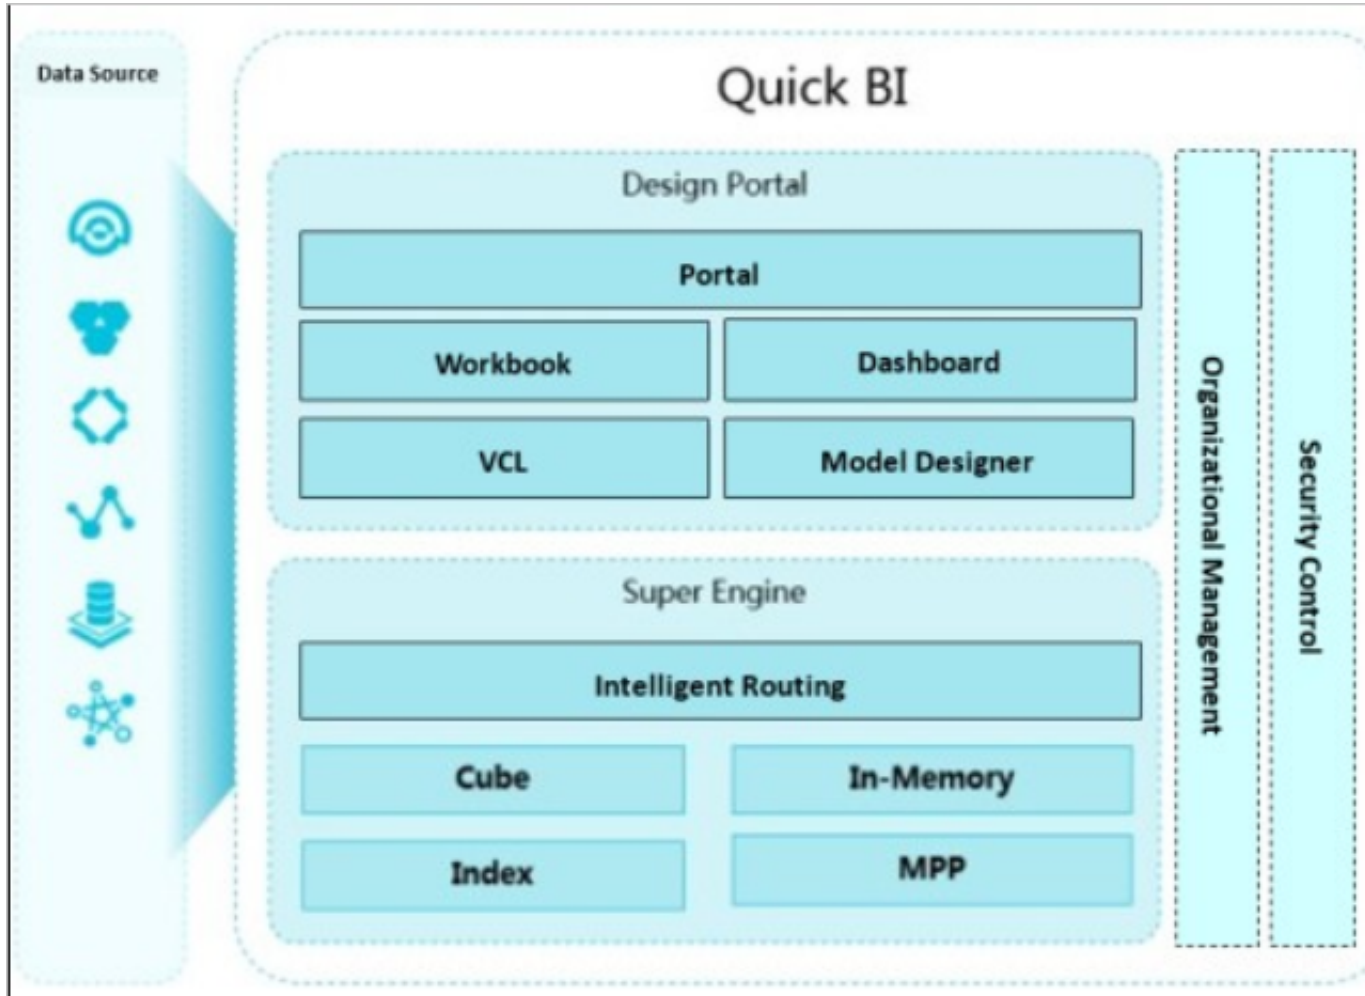 Data Source
Quick BI
Design Portal
Portal
Workbook
Dashboard
VCL
Model Designer
Super Engine
Intelligent Routing
Cube
In-Memory
Index
MPP
Organizational Management
Security Control